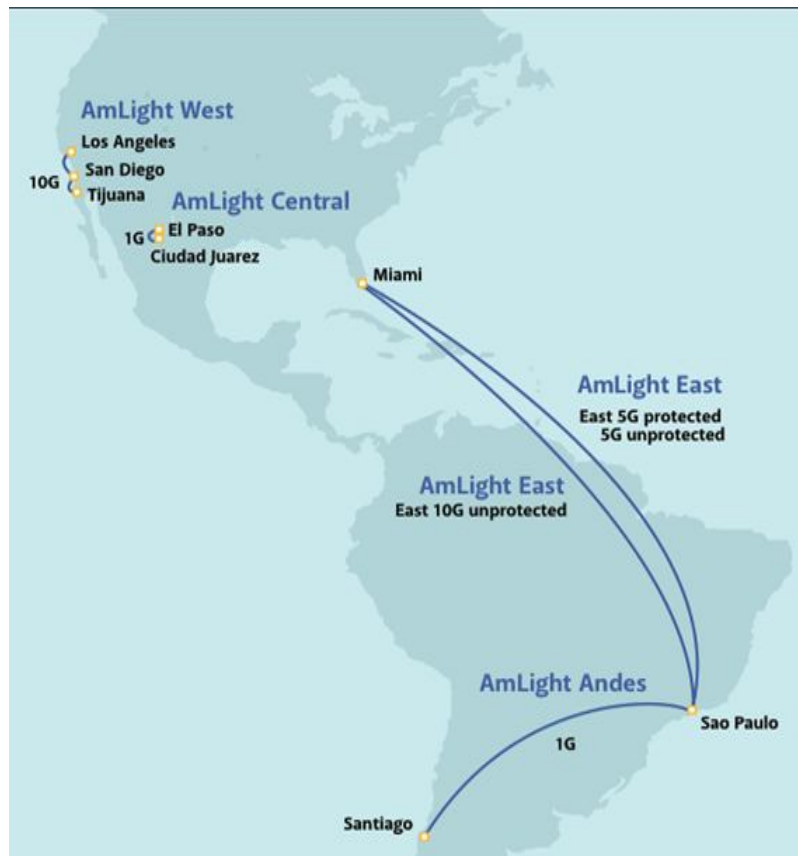 AmLight West
Los Angeles
San Diego
10G
Tijuana
AmLight Central
El Paso
1G
Ciudad Juarez
Miami
AmLight East
East 5G protected
5G unprotected
AmLight East
East 10G unprotected
AmLight Andes
Sao Paulo
1G
Santiago